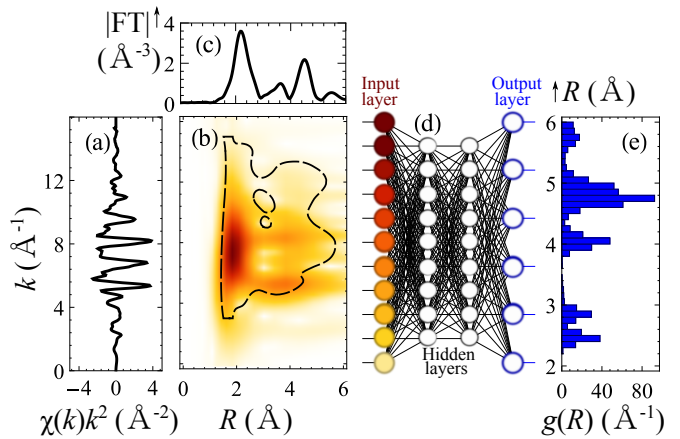 |FT|
(Å⁻³)
4
2
0
(c)
Input
layer
Output
layer
R (Å)
(a)
(b)
(d)
(e)
k (Å⁻¹)
12
8
4
0
6
5
4
3
2
Hidden
layers
−4 0 4
0 2 4 6
0 40 80
χ(k)k² (Å⁻²)
R (Å)
g(R) (Å⁻¹)